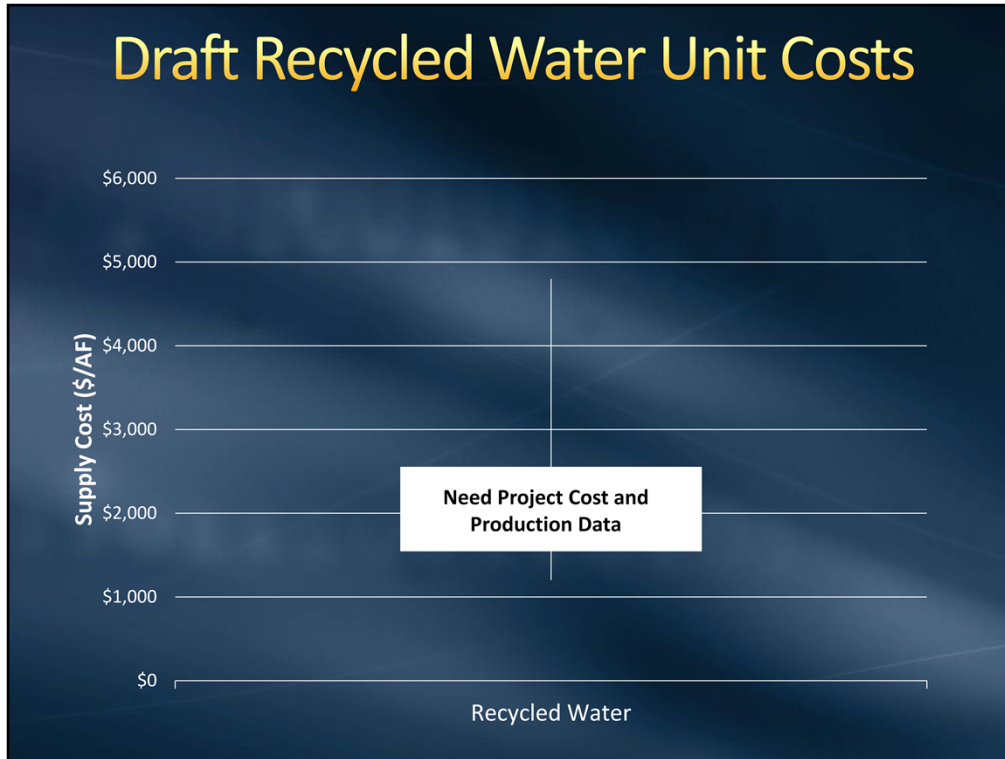 Draft Recycled Water Unit Costs
$6,000
$5,000
$4,000
$3,000
$2,000
$1,000
$0
Supply Cost ($/AF)
Need Project Cost and
Production Data
Recycled Water